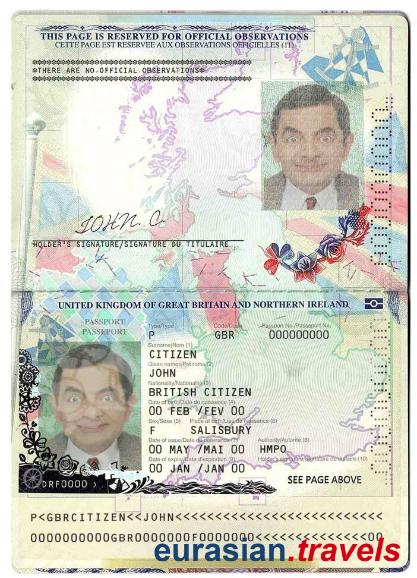 THIS PAGE IS RESERVED FOR OFFICIAL OBSERVATIONS
CETTE PAGE EST RESERVEE AUX OBSERVATIONS OFFICIELLES (11)
THERE ARE NO OFFICIAL OBSERVATIONS
JOHN. C.
HOLDER'S SIGNATURE/SIGNATURE DU TITULAIRE
UNITED KINGDOM OF GREAT BRITAIN AND NORTHERN IRELAND
PASSPORT
PASSEPORT
Type/Type
Code/Code
Passport No./Passeport No.
P
GBR
000000000
Surname/Nom (1)
CITIZEN
Given names/Prénoms (2)
JOHN
Nationality/Nationalité (3)
BRITISH CITIZEN
Date of birth/Date de naissance (4)
00 FEB /FEV 00
Sex/Sexe (5)
Place of birth/Lieu de naissance (6)
F
SALISBURY
Date of issue/Date de délivrance (7)
Authority/Autorité (8)
00 MAY /MAI 00
HMPO
Date of expiry/Date d'expiration (9)
Holder's signature/Signature du titulaire (10)
00 JAN /JAN 00
SEE PAGE ABOVE
P<GBRCITIZEN<<JOHN<<<<<<<<<<<<<<<<<<<<<<<<<<
eurasian.travels